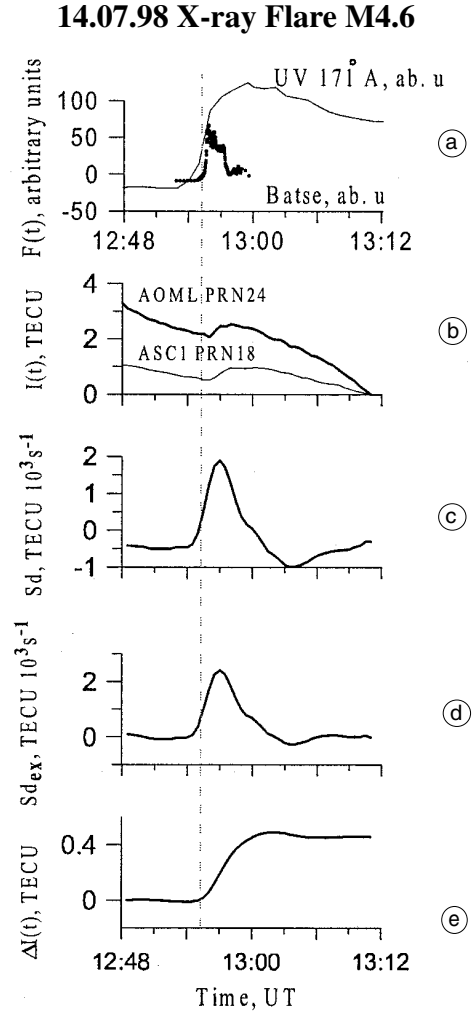 14.07.98 X-ray Flare M4.6
UV 171 Å, ab. u
Batse, ab. u
F(t), arbitrary units
100
50
0
-50
12:48 13:00 13:12
a
AOML PRN24
ASC1 PRN18
I(t), TECU
4
2
0
b
Sd, TECU 10³s⁻¹
2
1
0
-1
c
Sdex, TECU 10³s⁻¹
2
0
d
ΔI(t), TECU
0.4
0
e
12:48 13:00 13:12
Time, UT